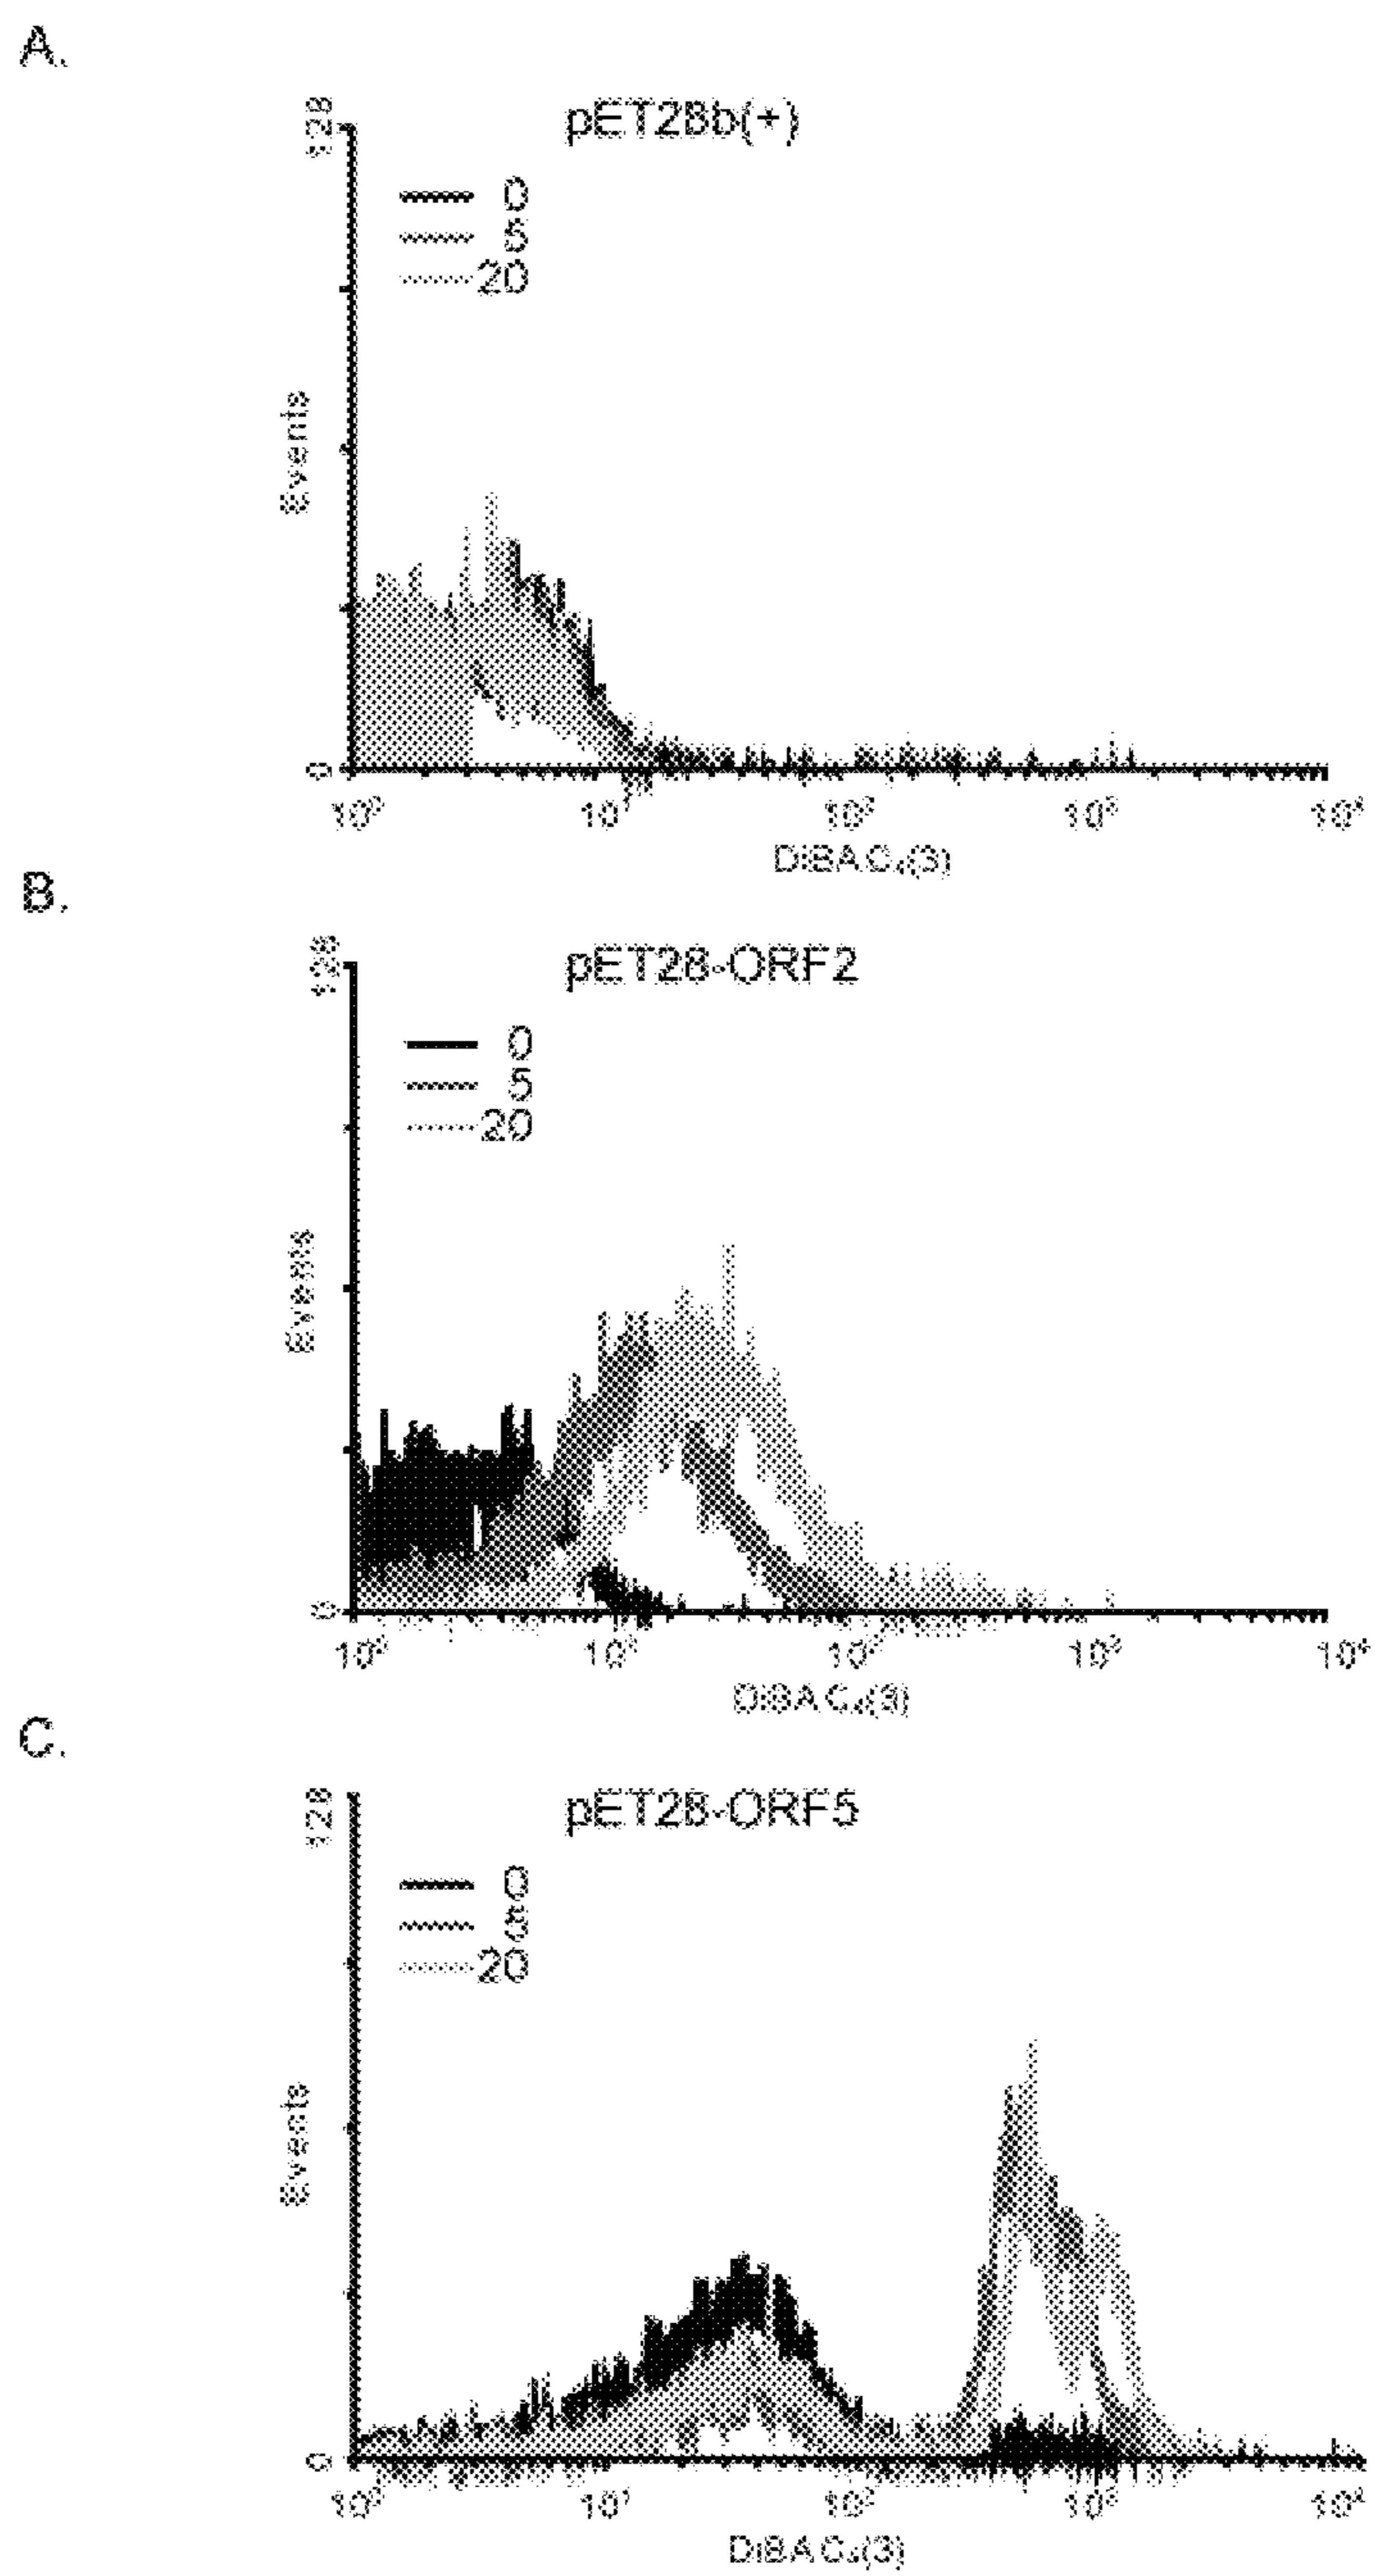 A.
pET28b(+)
128
0
5
20
Events
0
10⁰ 10¹ 10² 10³ 10⁴
DiBAC₄(3)
B.
pET28-ORF2
128
0
5
20
Events
0
10⁰ 10¹ 10² 10³ 10⁴
DiBAC₄(3)
C.
pET28-ORF5
128
0
5
20
Events
0
10⁰ 10¹ 10² 10³ 10⁴
DiBAC₄(3)